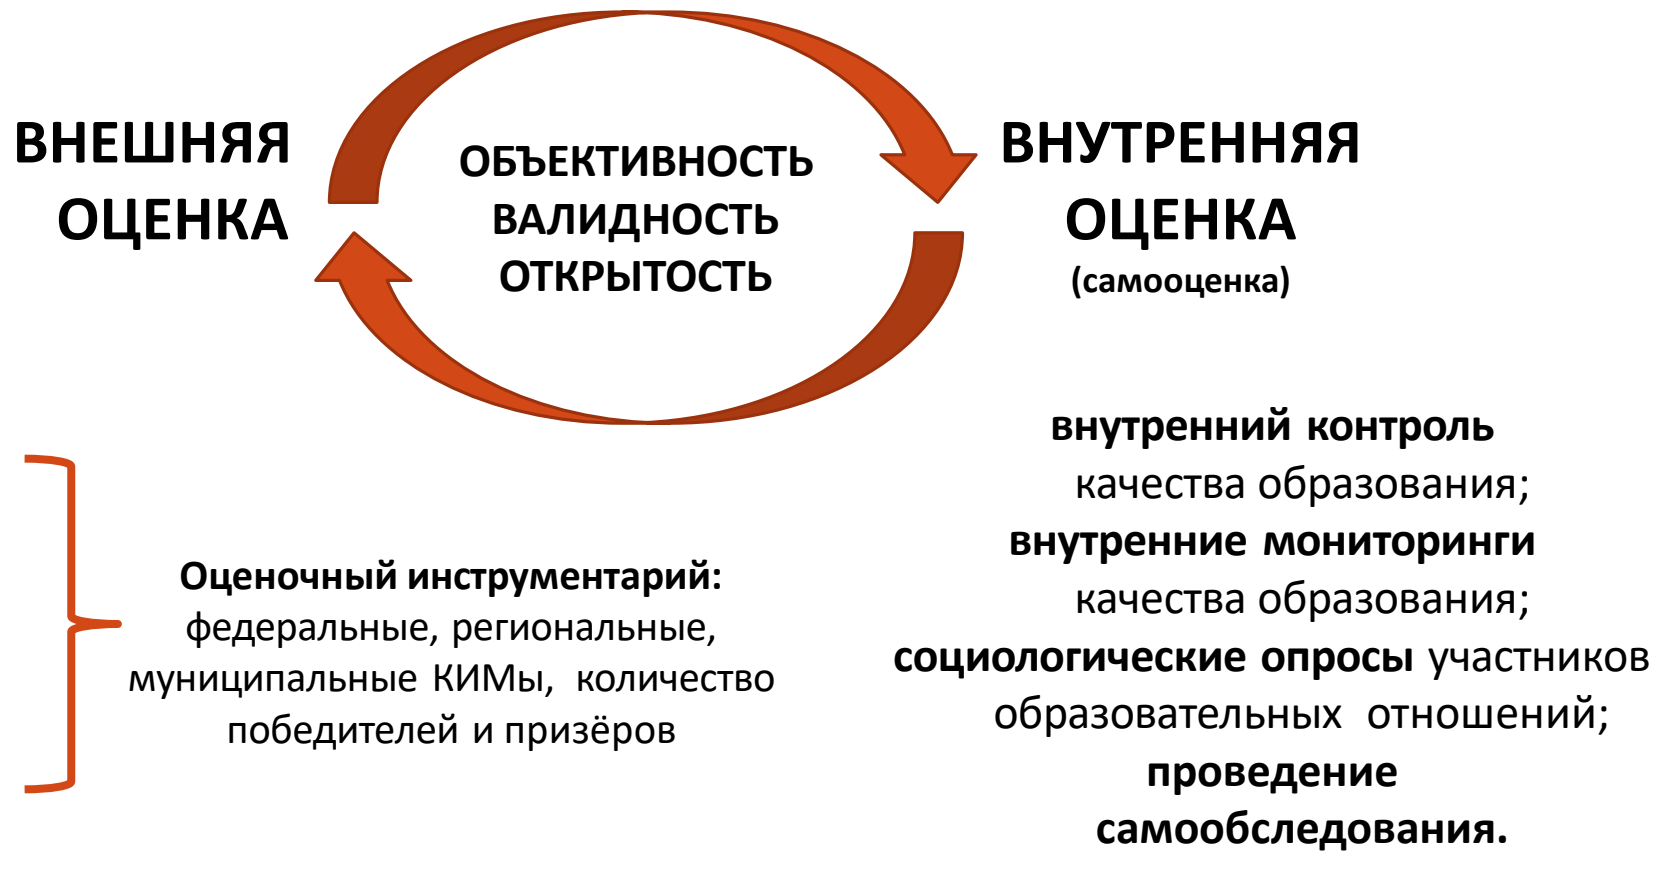 ВНЕШНЯЯ
ОЦЕНКА
ОБЪЕКТИВНОСТЬ
ВАЛИДНОСТЬ
ОТКРЫТОСТЬ
ВНУТРЕННЯЯ
ОЦЕНКА
(самооценка)
Оценочный инструментарий:
федеральные, региональные,
муниципальные КИМы, количество
победителей и призёров
внутренний контроль
качества образования;
внутренние мониторинги
качества образования;
социологические опросы участников
образовательных отношений;
проведение
самообследования.